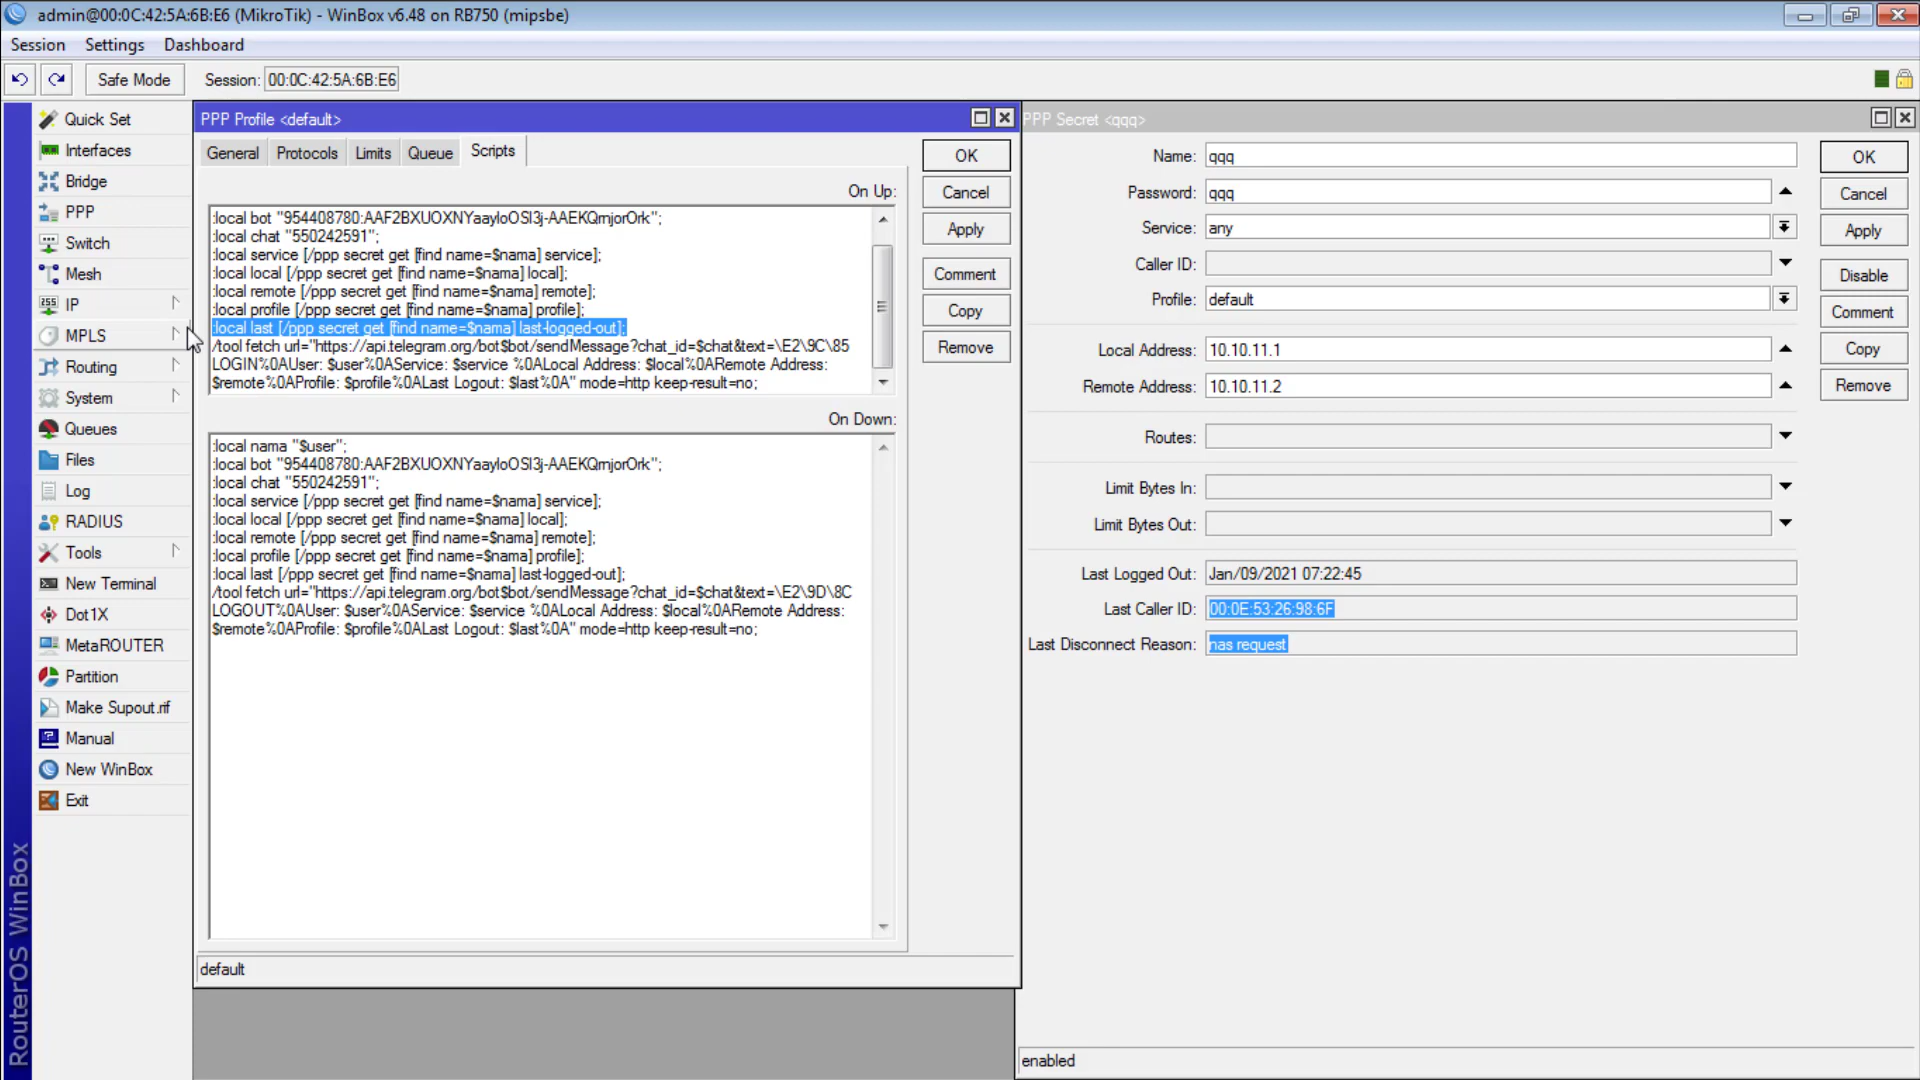 admin@00:0C:42:5A:6B:E6 (MikroTik) - WinBox v6.48 on RB750 (mipsbe)
Session Settings Dashboard
Safe Mode Session: 00:0C:42:5A:6B:E6
Quick Set
Interfaces
Bridge
PPP
Switch
Mesh
IP
MPLS
Routing
System
Queues
Files
Log
RADIUS
Tools
New Terminal
Dot1X
MetaROUTER
Partition
Make Supout.rif
Manual
New WinBox
Exit
RouterOS WinBox
PPP Profile <default>
General Protocols Limits Queue Scripts
On Up:
:local bot "954408780:AAF2BXUOXNYaayloOSI3j-AAEKQmjorOrk";
:local chat "550242591";
:local service [/ppp secret get [find name=$nama] service];
:local local [/ppp secret get [find name=$nama] local];
:local remote [/ppp secret get [find name=$nama] remote];
:local profile [/ppp secret get [find name=$nama] profile];
:local last [/ppp secret get [find name=$nama] last-logged-out];
/tool fetch url="https://api.telegram.org/bot$bot/sendMessage?chat_id=$chat&text=\E2\9C\85
LOGIN%0AUser: $user%0AService: $service %0ALocal Address: $local%0ARemote Address:
$remote%0AProfile: $profile%0ALast Logout: $last%0A" mode=http keep-result=no;
On Down:
:local nama "$user";
:local bot "954408780:AAF2BXUOXNYaayloOSI3j-AAEKQmjorOrk";
:local chat "550242591";
:local service [/ppp secret get [find name=$nama] service];
:local local [/ppp secret get [find name=$nama] local];
:local remote [/ppp secret get [find name=$nama] remote];
:local profile [/ppp secret get [find name=$nama] profile];
:local last [/ppp secret get [find name=$nama] last-logged-out];
/tool fetch url="https://api.telegram.org/bot$bot/sendMessage?chat_id=$chat&text=\E2\9D\8C
LOGOUT%0AUser: $user%0AService: $service %0ALocal Address: $local%0ARemote Address:
$remote%0AProfile: $profile%0ALast Logout: $last%0A" mode=http keep-result=no;
default
OK
Cancel
Apply
Comment
Copy
Remove
PPP Secret <qqq>
Name: qqq
Password: qqq
Service: any
Caller ID:
Profile: default
Local Address: 10.10.11.1
Remote Address: 10.10.11.2
Routes:
Limit Bytes In:
Limit Bytes Out:
Last Logged Out: Jan/09/2021 07:22:45
Last Caller ID: 00:0E:53:26:98:6F
Last Disconnect Reason: nas request
enabled
OK
Cancel
Apply
Disable
Comment
Copy
Remove